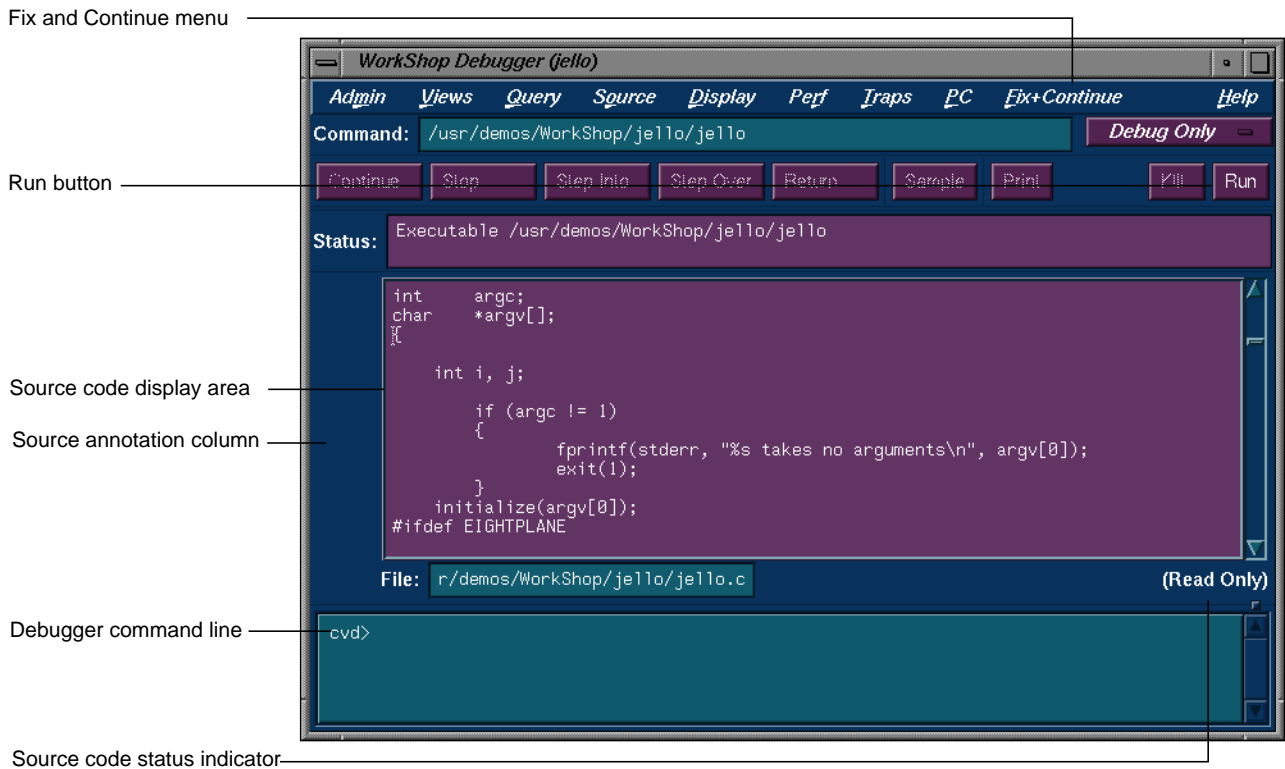 Fix and Continue menu
WorkShop Debugger (jello)
Admin Views Query Source Display Perf Traps PC Fix+Continue Help
Command: /usr/demos/WorkShop/jello/jello Debug Only
Run button
Continue Stop Step Into Step Over Return Sample Print Kill Run
Status: Executable /usr/demos/WorkShop/jello/jello
int argc;
char *argv[];
{
int i, j;
Source code display area
if (argc != 1)
{
Source annotation column
fprintf(stderr, "%s takes no arguments\n", argv[0]);
exit(1);
}
initialize(argv[0]);
#ifdef EIGHTPLANE
File: r/demos/WorkShop/jello/jello.c (Read Only)
Debugger command line
cvd>
Source code status indicator